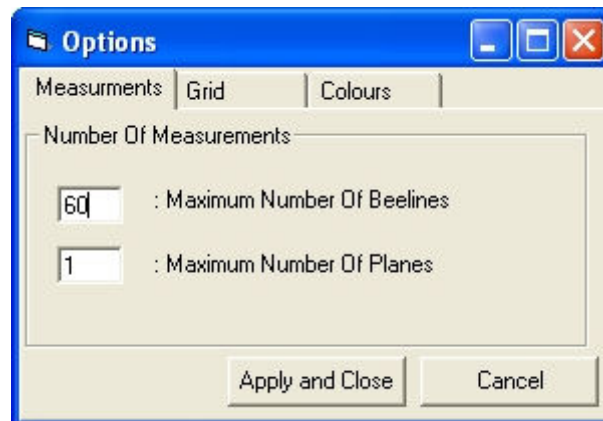 Options
Measurments Grid Colours
Number Of Measurements
60 : Maximum Number Of Beelines
1 : Maximum Number Of Planes
Apply and Close Cancel